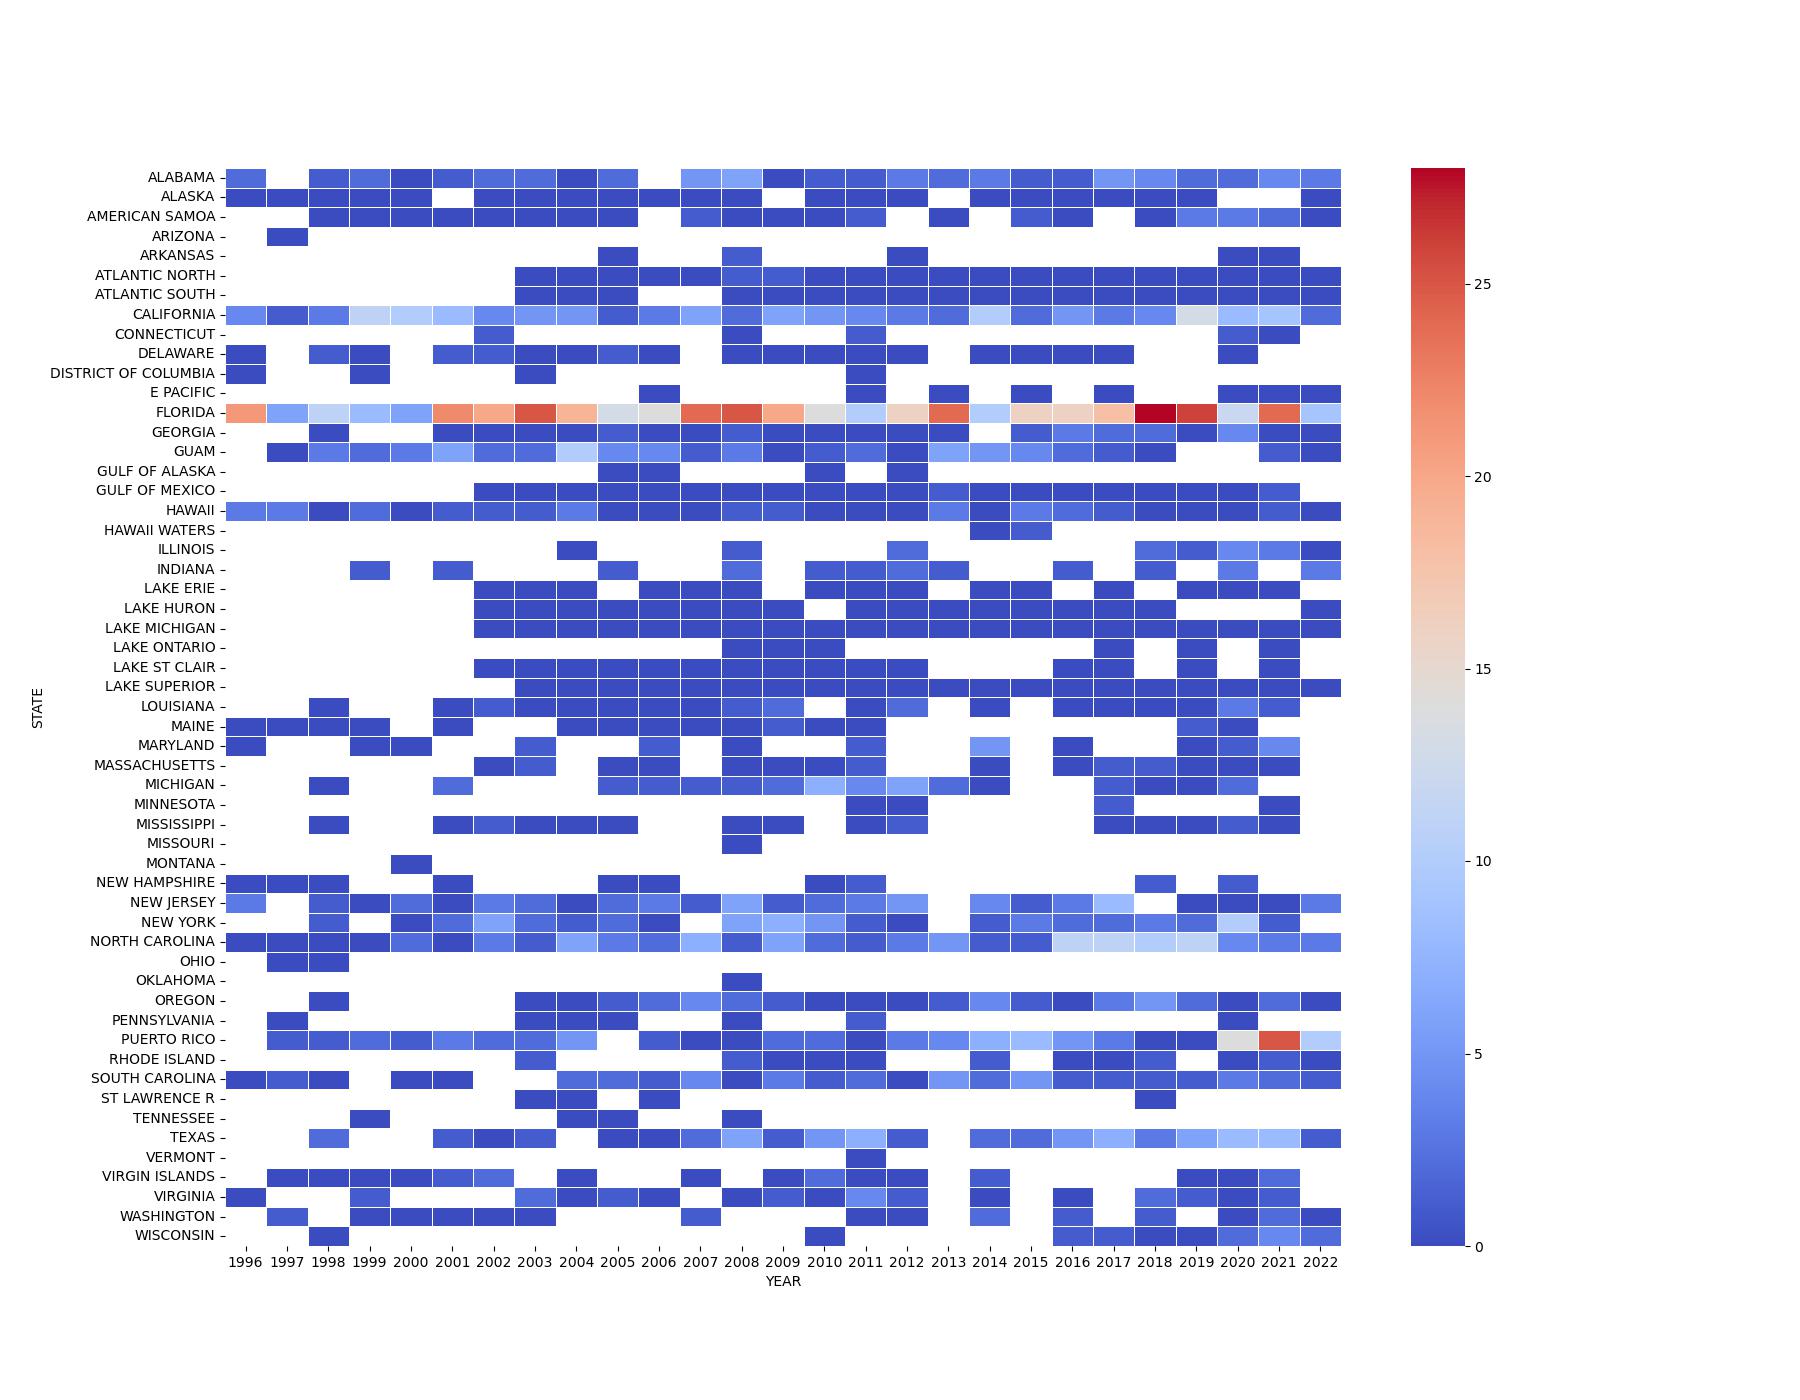 ALABAMA
ALASKA
AMERICAN SAMOA
ARIZONA
ARKANSAS
ATLANTIC NORTH
ATLANTIC SOUTH
CALIFORNIA
CONNECTICUT
DELAWARE
DISTRICT OF COLUMBIA
E PACIFIC
FLORIDA
GEORGIA
GUAM
GULF OF ALASKA
GULF OF MEXICO
HAWAII
HAWAII WATERS
ILLINOIS
INDIANA
LAKE ERIE
LAKE HURON
LAKE MICHIGAN
LAKE ONTARIO
LAKE ST CLAIR
LAKE SUPERIOR
LOUISIANA
MAINE
MARYLAND
MASSACHUSETTS
MICHIGAN
MINNESOTA
MISSISSIPPI
MISSOURI
MONTANA
NEW HAMPSHIRE
NEW JERSEY
NEW YORK
NORTH CAROLINA
OHIO
OKLAHOMA
OREGON
PENNSYLVANIA
PUERTO RICO
RHODE ISLAND
SOUTH CAROLINA
ST LAWRENCE R
TENNESSEE
TEXAS
VERMONT
VIRGIN ISLANDS
VIRGINIA
WASHINGTON
WISCONSIN
STATE
1996 1997 1998 1999 2000 2001 2002 2003 2004 2005 2006 2007 2008 2009 2010 2011 2012 2013 2014 2015 2016 2017 2018 2019 2020 2021 2022
YEAR
25
20
15
10
5
0